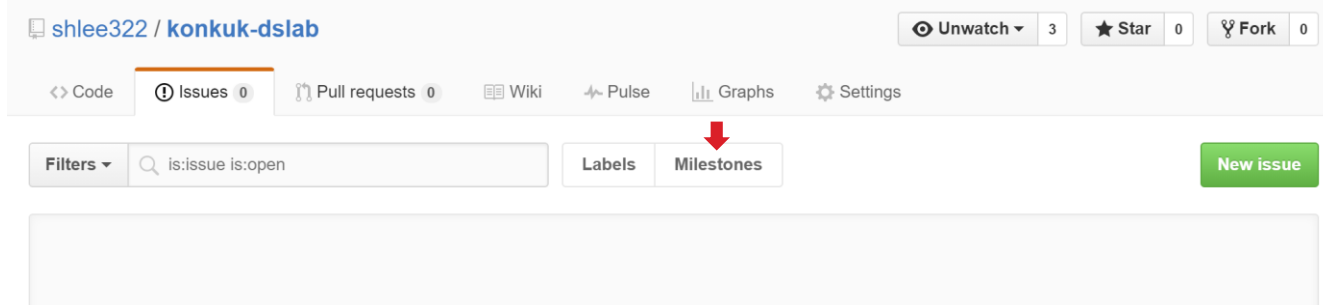 shlee322 / konkuk-dslab Unwatch 3 Star 0 Fork 0
Code Issues 0 Pull requests 0 Wiki Pulse Graphs Settings
Filters is:issue is:open Labels Milestones New issue